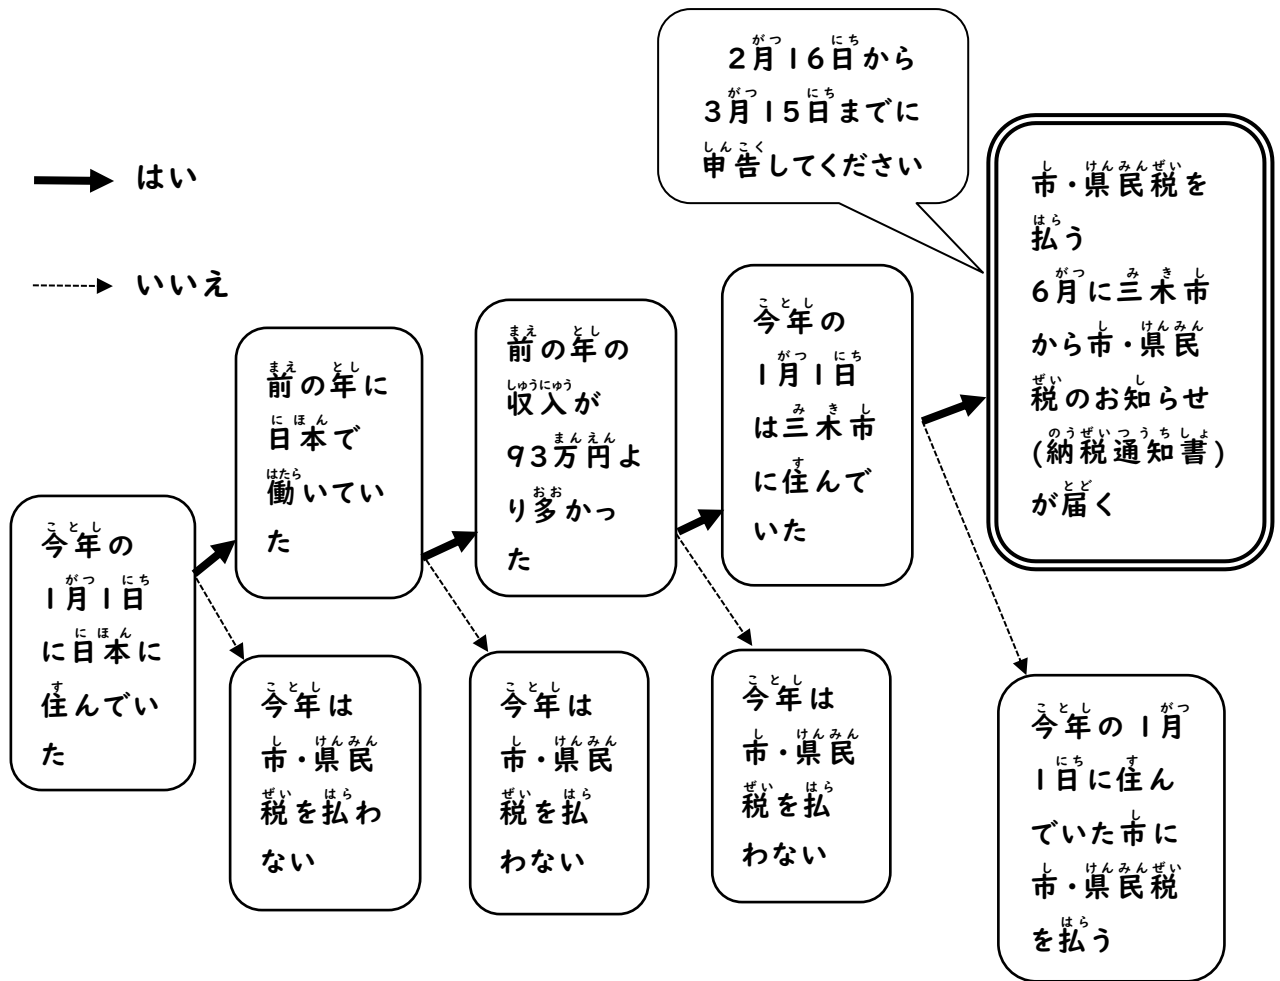 はい
いいえ
2月16日から
3月15日までに
申告してください
今年の
1月1日
に日本に
住んでい
た
前の年に
日本で
働いてい
た
今年は
市・県民
税を払わ
ない
前の年の
収入が
93万円よ
り多かっ
た
今年は
市・県民
税を払
わない
今年の
1月1日
は三木市
に住んで
いた
今年は
市・県民
税を払
わない
市・県民税を
払う
6月に三木市
から市・県民
税のお知らせ
(納税通知書)
が届く
今年の1月
1日に住ん
でいた市に
市・県民税
を払う